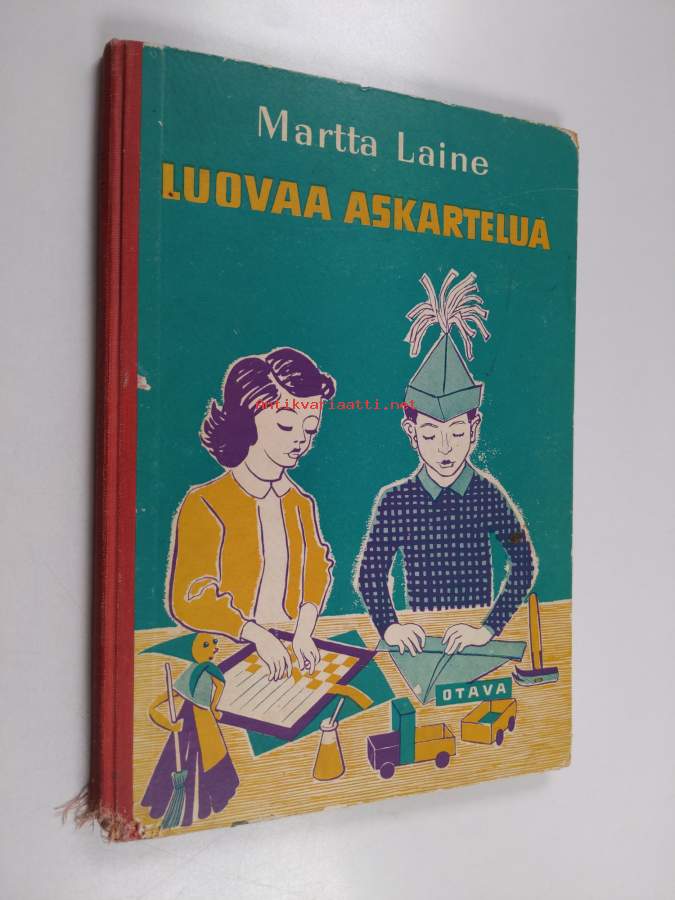 Martta Laine
LUOVAA ASKARTELUA
antikvariaatti.net
OTAVA